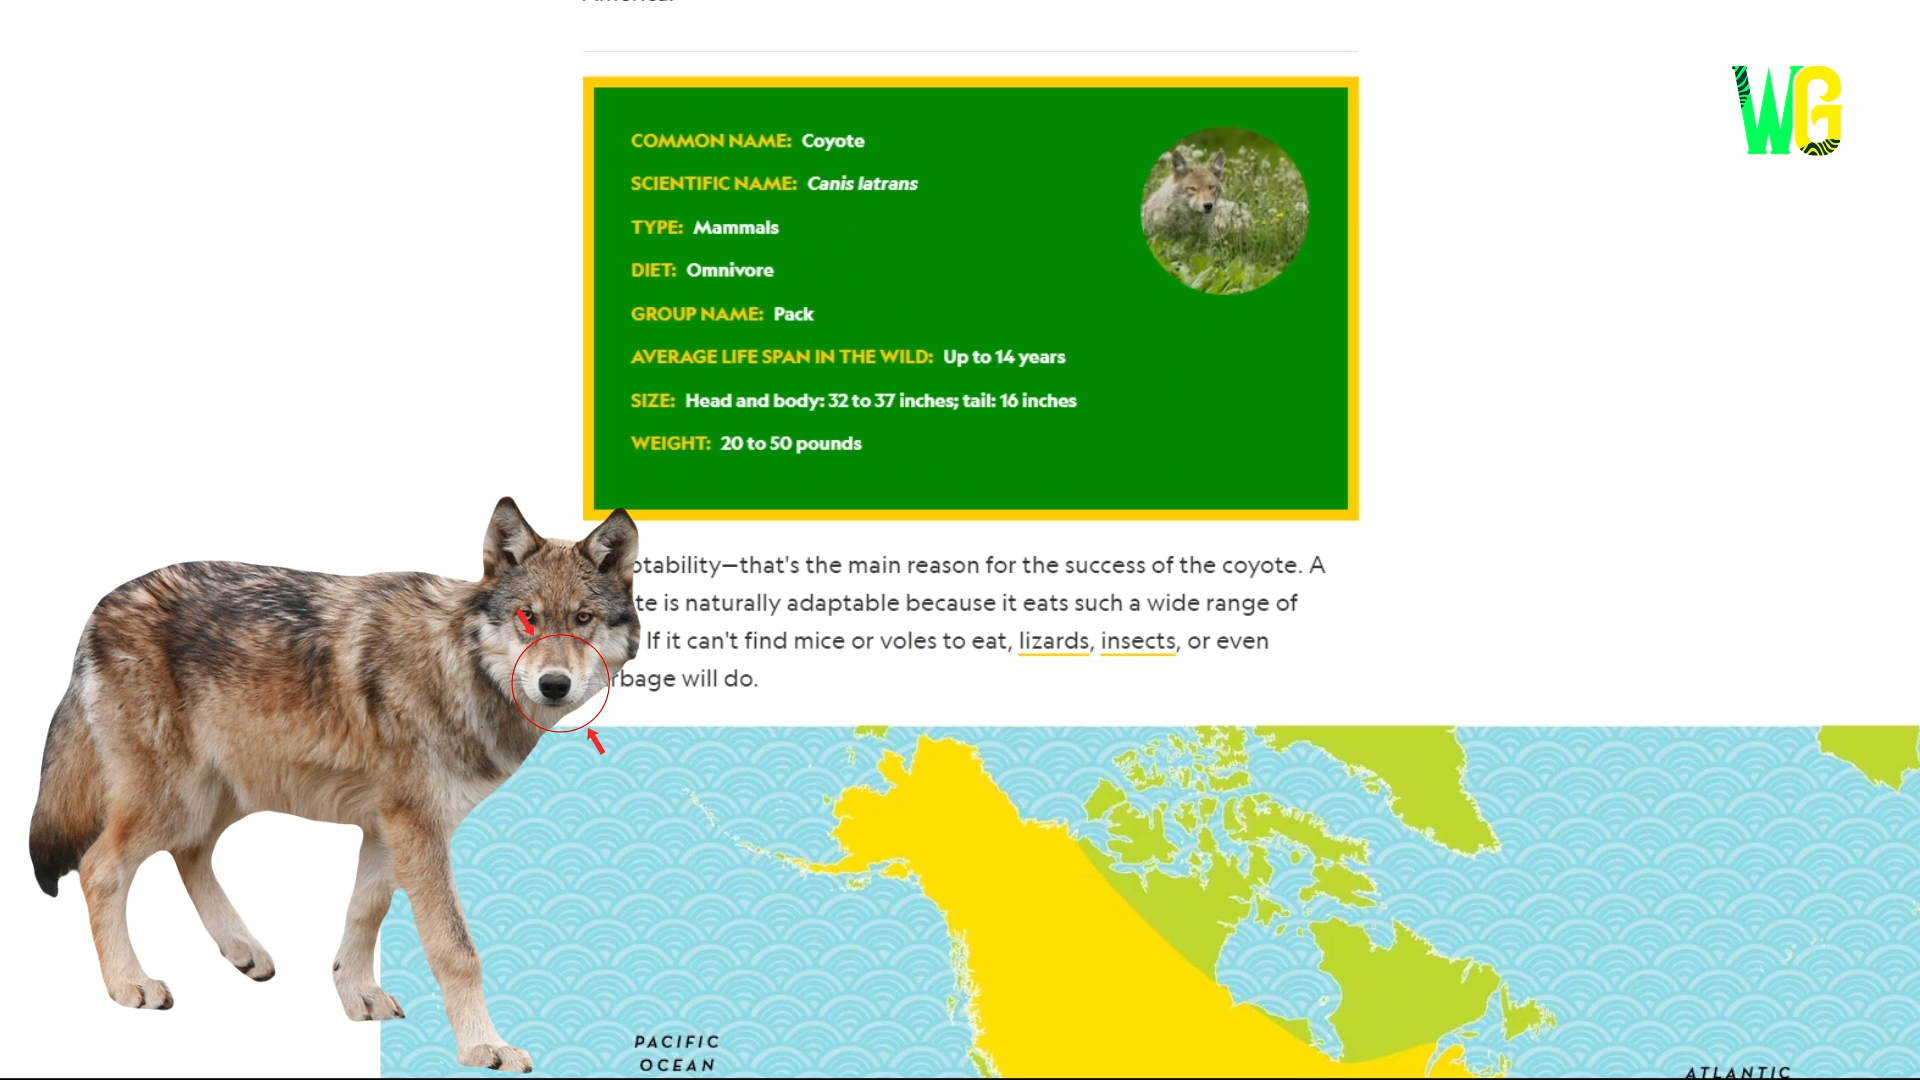 WG
COMMON NAME: Coyote
SCIENTIFIC NAME: Canis latrans
TYPE: Mammals
DIET: Omnivore
GROUP NAME: Pack
AVERAGE LIFE SPAN IN THE WILD: Up to 14 years
SIZE: Head and body: 32 to 37 inches; tail: 16 inches
WEIGHT: 20 to 50 pounds
ptability—that's the main reason for the success of the coyote. A
te is naturally adaptable because it eats such a wide range of
If it can't find mice or voles to eat, lizards, insects, or even
rbage will do.
PACIFIC
OCEAN
ATLANTIC